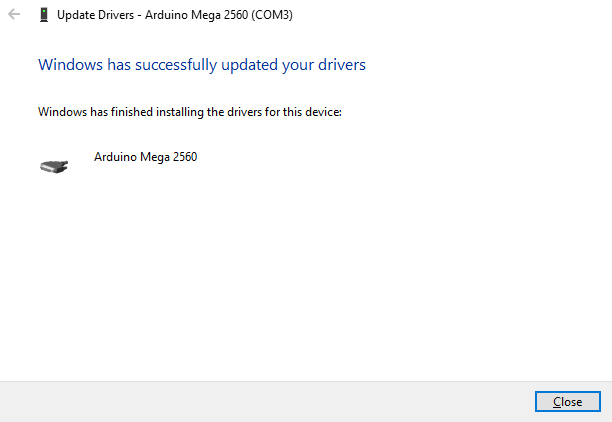 Update Drivers - Arduino Mega 2560 (COM3)
Windows has successfully updated your drivers
Windows has finished installing the drivers for this device:
Arduino Mega 2560
Close